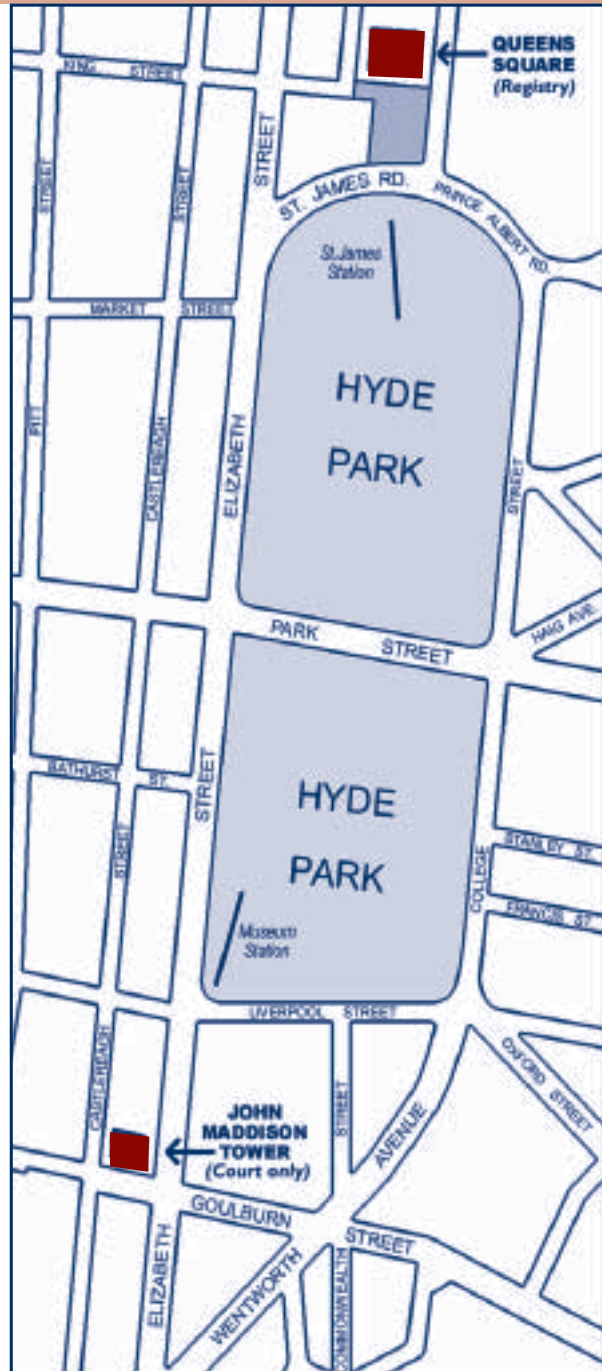 QUEENS
SQUARE
(Registry)
KING STREET
STREET
STREET
STREET
ST. JAMES RD.
PRINCE ALBERT RD.
St.James
Station
MARKET STREET
HYDE
PARK
PITT
CASTLEREAGH
ELIZABETH
STREET
HAIG AVE.
PARK STREET
BATHURST ST.
STREET
STREET
HYDE
PARK
STANLEY ST.
COLLEGE
FRANCIS ST.
Museum
Station
LIVERPOOL STREET
CASTLEREAGH
OXFORD STREET
JOHN
MADDISON
TOWER
(Court only)
STREET
AVENUE
GOULBURN STREET
ELIZABETH
WENTWORTH
COMMONWEALTH